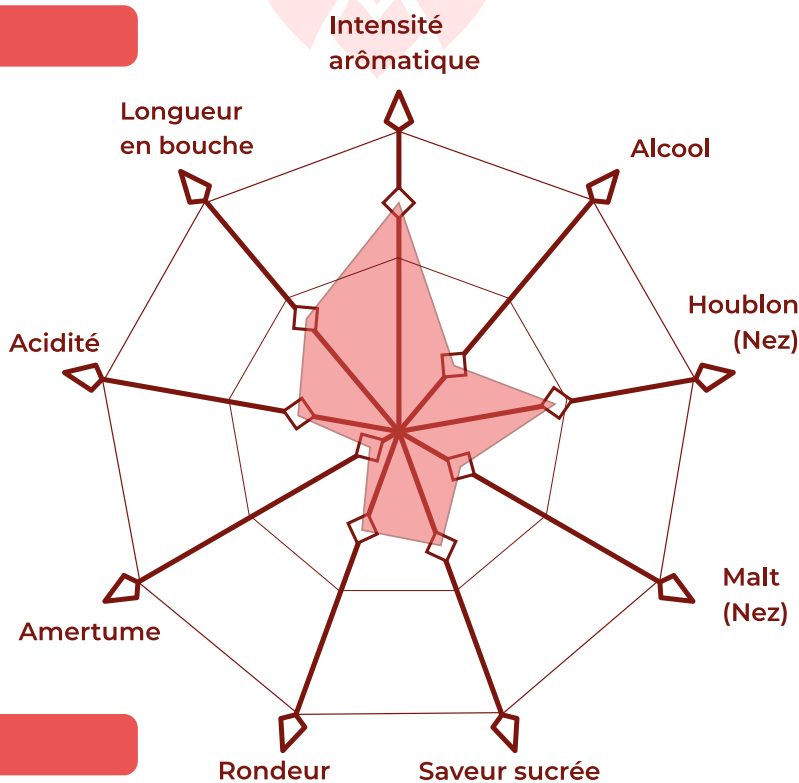 Intensité
arômatique
Longueur
en bouche
Alcool
Houblon
(Nez)
Acidité
Malt
(Nez)
Amertume
Rondeur
Saveur sucrée